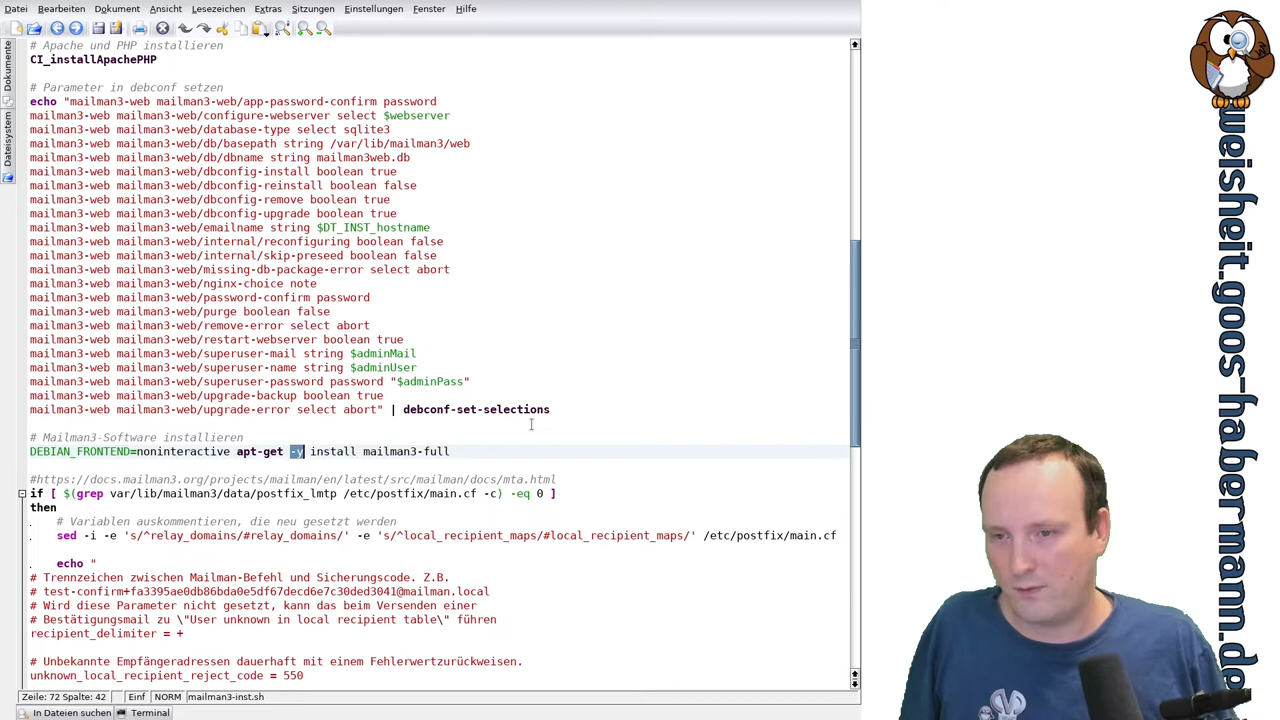 Datei Bearbeiten Dokument Ansicht Lesezeichen Extras Sitzungen Einstellungen Fenster Hilfe
Dokumente
Dateisystem
# Apache und PHP installieren
CI_installApachePHP
# Parameter in debconf setzen
echo "mailman3-web mailman3-web/app-password-confirm password
mailman3-web mailman3-web/configure-webserver select $webserver
mailman3-web mailman3-web/database-type select sqlite3
mailman3-web mailman3-web/db/basepath string /var/lib/mailman3/web
mailman3-web mailman3-web/db/dbname string mailman3web.db
mailman3-web mailman3-web/dbconfig-install boolean true
mailman3-web mailman3-web/dbconfig-reinstall boolean false
mailman3-web mailman3-web/dbconfig-remove boolean true
mailman3-web mailman3-web/dbconfig-upgrade boolean true
mailman3-web mailman3-web/emailname string $DT_INST_hostname
mailman3-web mailman3-web/internal/reconfiguring boolean false
mailman3-web mailman3-web/internal/skip-preseed boolean false
mailman3-web mailman3-web/missing-db-package-error select abort
mailman3-web mailman3-web/nginx-choice note
mailman3-web mailman3-web/password-confirm password
mailman3-web mailman3-web/purge boolean false
mailman3-web mailman3-web/remove-error select abort
mailman3-web mailman3-web/restart-webserver boolean true
mailman3-web mailman3-web/superuser-mail string $adminMail
mailman3-web mailman3-web/superuser-name string $adminUser
mailman3-web mailman3-web/superuser-password password "$adminPass"
mailman3-web mailman3-web/upgrade-backup boolean true
mailman3-web mailman3-web/upgrade-error select abort" | debconf-set-selections
# Mailman3-Software installieren
DEBIAN_FRONTEND=noninteractive apt-get -y install mailman3-full
#https://docs.mailman3.org/projects/mailman/en/latest/src/mailman/docs/mta.html
if [ $(grep var/lib/mailman3/data/postfix_lmtp /etc/postfix/main.cf -c) -eq 0 ]
then
# Variablen auskommentieren, die neu gesetzt werden
sed -i -e 's/^relay_domains/#relay_domains/' -e 's/^local_recipient_maps/#local_recipient_maps/' /etc/postfix/main.cf
echo "
# Trennzeichen zwischen Mailman-Befehl und Sicherungscode. Z.B.
# test-confirm+fa3395ae0db86bda0e5df67decd6e7c30ded3041@mailman.local
# Wird diese Parameter nicht gesetzt, kann das beim Versenden einer
# Bestätigungsmail zu \"User unknown in local recipient table\" führen
recipient_delimiter = +
# Unbekannte Empfängeradressen dauerhaft mit einem Fehlerwertzurückweisen.
unknown_local_recipient_reject_code = 550
Zeile: 72 Spalte: 42 Einf NORM mailman3-inst.sh
In Dateien suchen Terminal
weisheit.goos-habermann.de